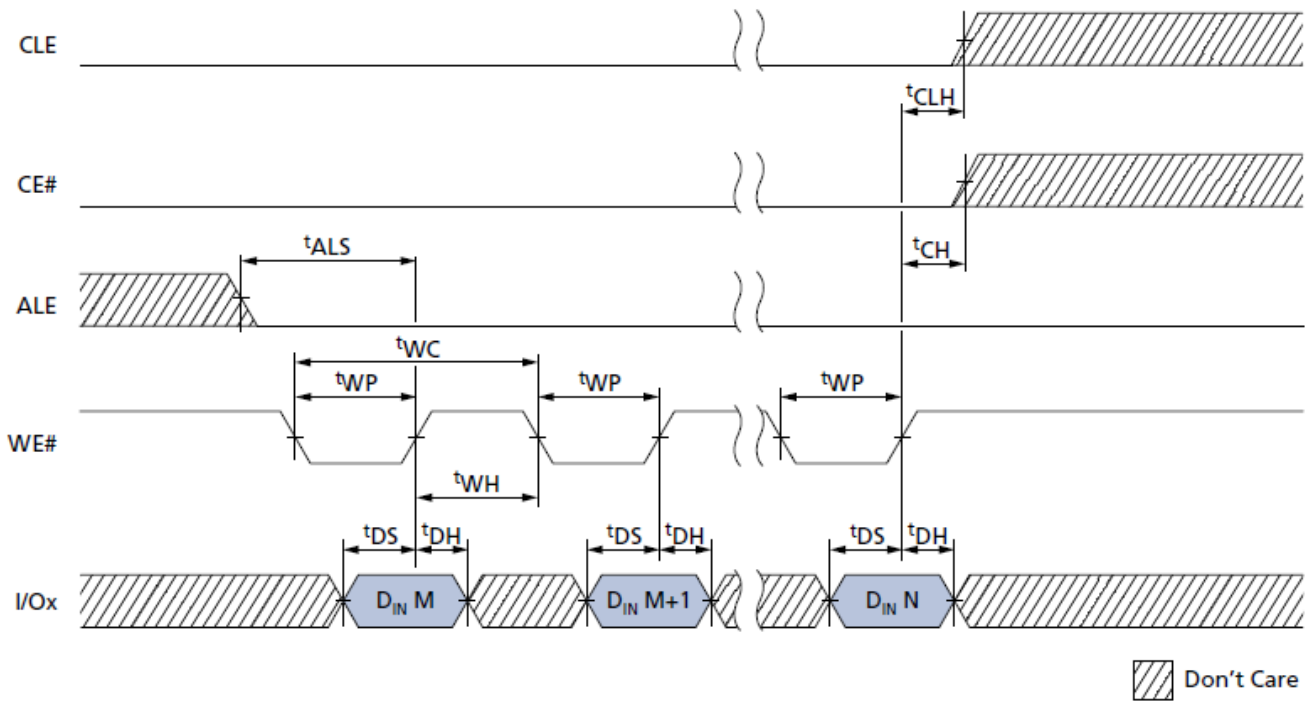 CLE
tCLH
CE#
tCH
tALS
ALE
tWC
tWP tWP tWP
WE#
tWH
tDS tDH tDS tDH tDS tDH
I/Ox DIN M DIN M+1 DIN N
Don't Care